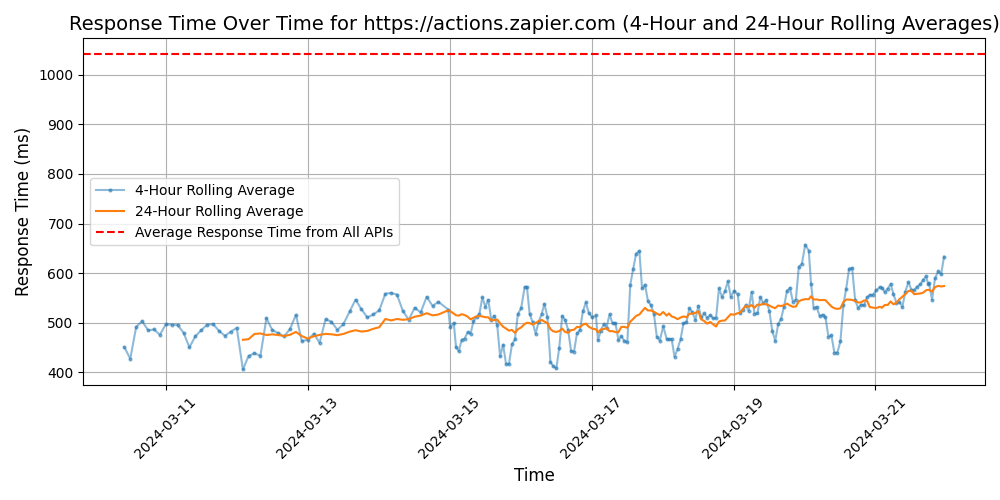 Response Time Over Time for https://actions.zapier.com (4-Hour and 24-Hour Rolling Averages)
Response Time (ms)
1000
900
800
700
600
500
400
4-Hour Rolling Average
24-Hour Rolling Average
Average Response Time from All APIs
2024-03-11
2024-03-13
2024-03-15
2024-03-17
2024-03-19
2024-03-21
Time